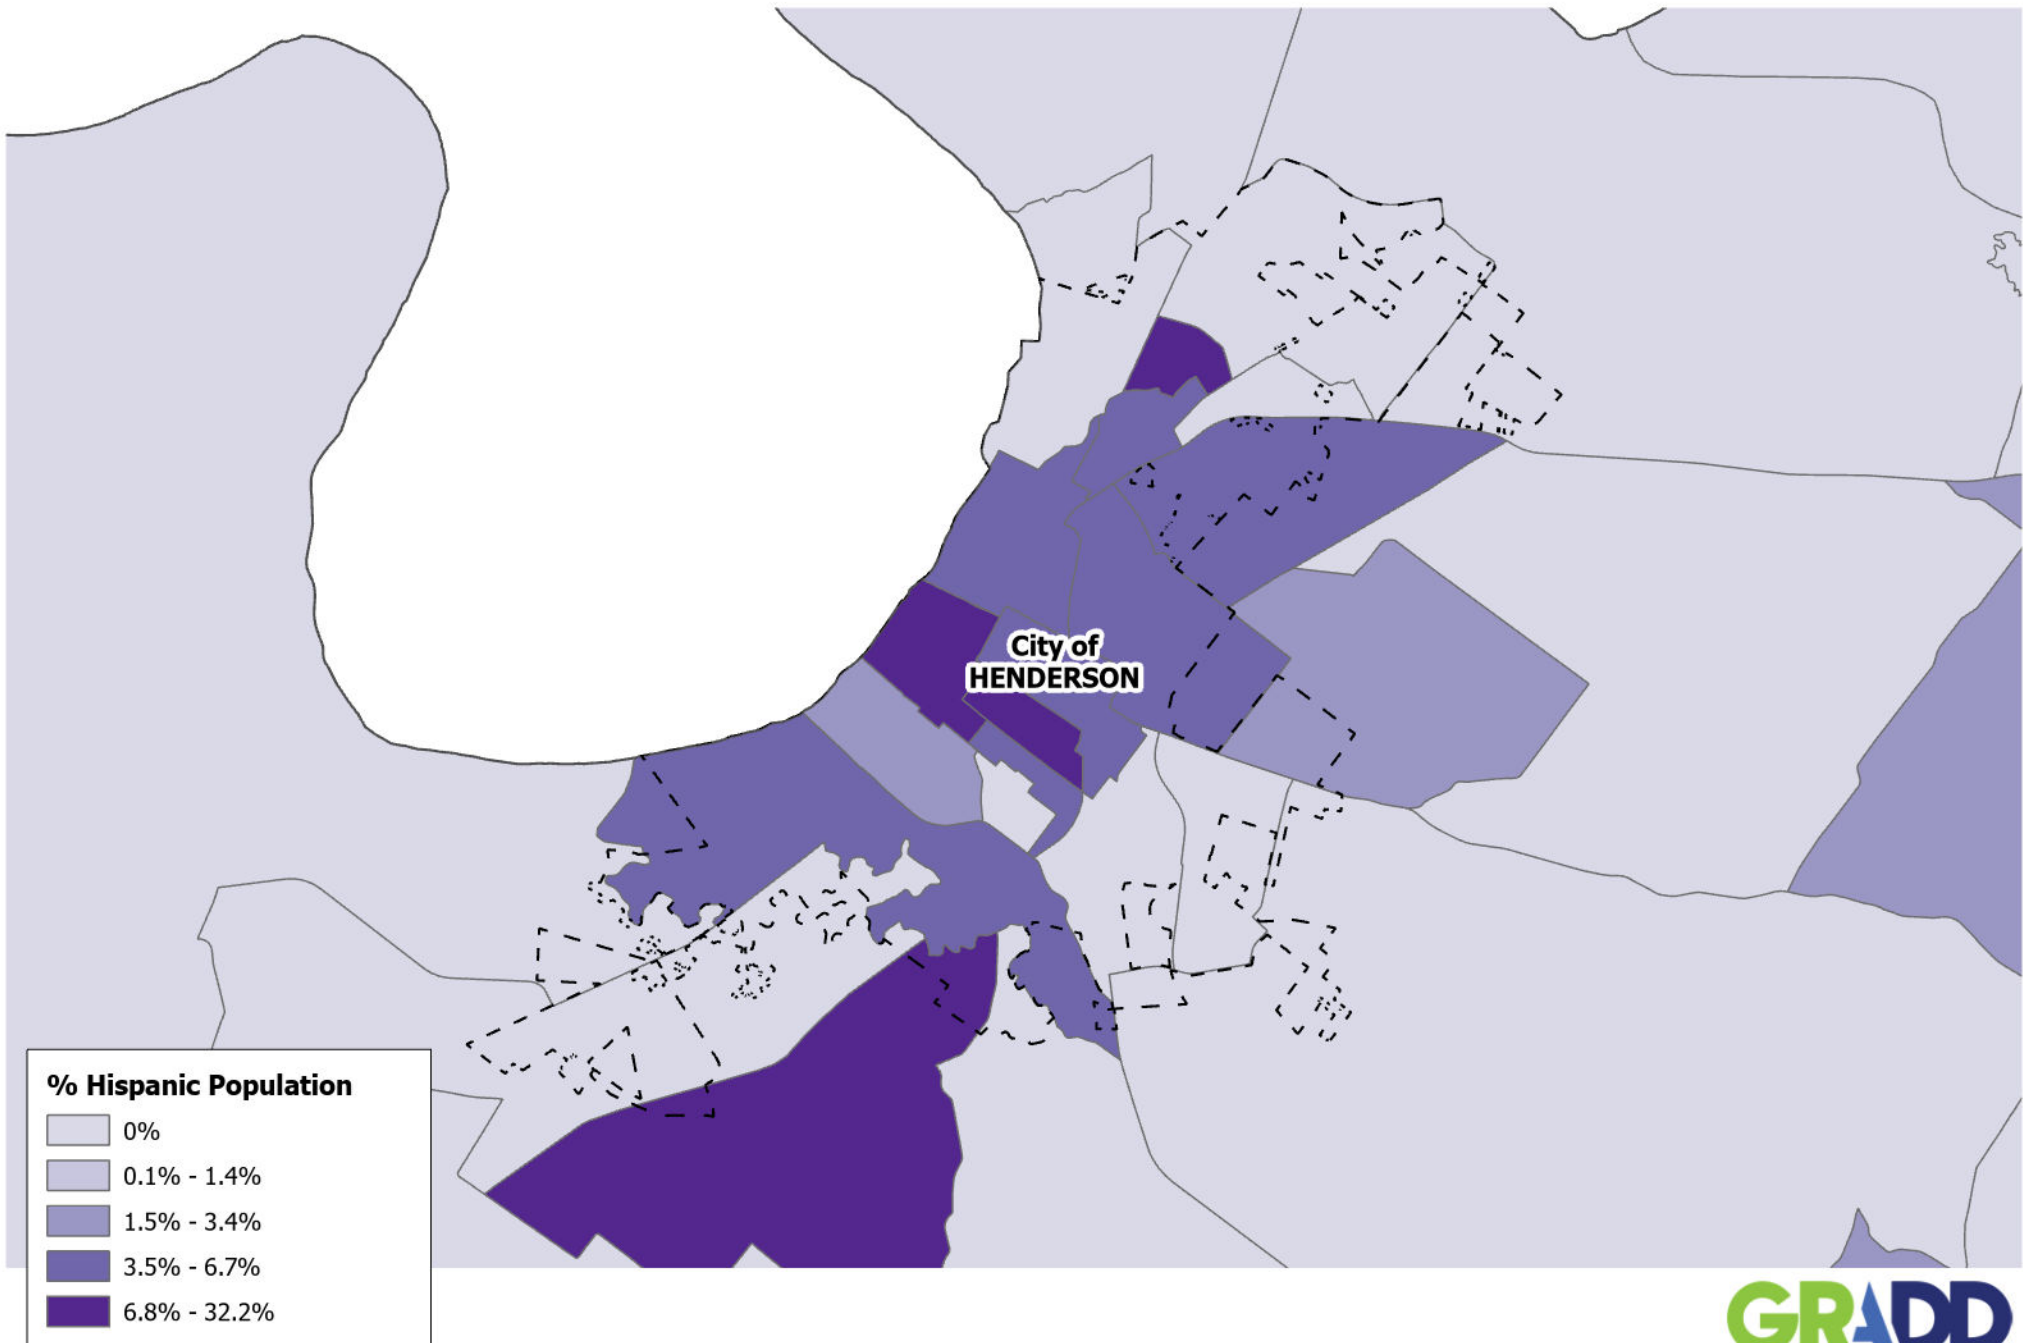 City of
HENDERSON
% Hispanic Population
0%
0.1% - 1.4%
1.5% - 3.4%
3.5% - 6.7%
6.8% - 32.2%
GRADD